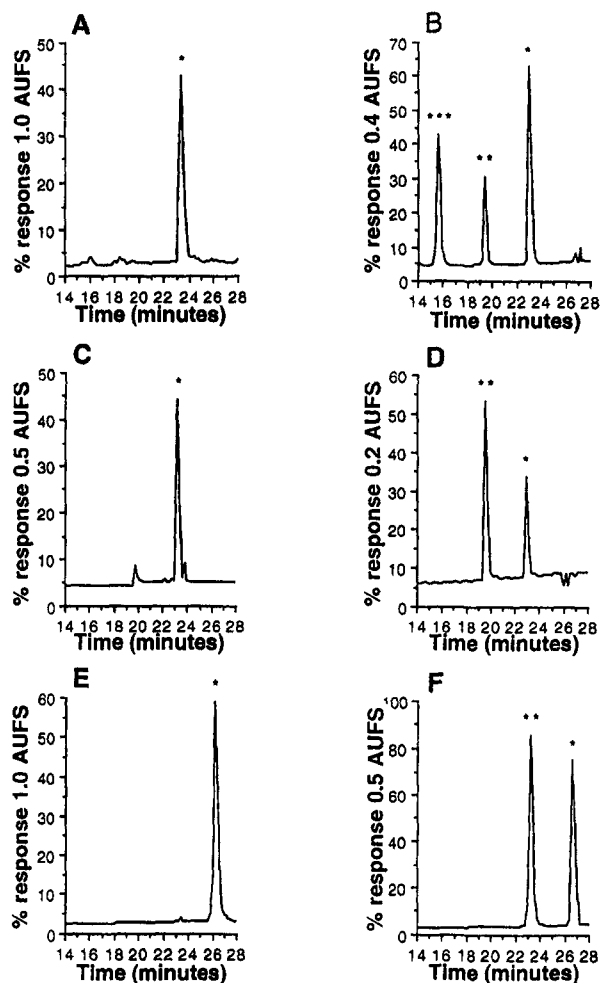 A
% response 1.0 AUFS
50
40
30
20
10
0
*
14 16 18 20 22 24 26 28
Time (minutes)
B
% response 0.4 AUFS
70
60
50
40
30
20
10
0
* * *
* *
*
14 16 18 20 22 24 26 28
Time (minutes)
C
% response 0.5 AUFS
50
40
30
20
10
0
*
14 16 18 20 22 24 26 28
Time (minutes)
D
% response 0.2 AUFS
60
50
40
30
20
10
0
* *
*
14 16 18 20 22 24 26 28
Time (minutes)
E
% response 1.0 AUFS
60
50
40
30
20
10
0
*
14 16 18 20 22 24 26 28
Time (minutes)
F
% response 0.5 AUFS
100
80
60
40
20
0
* *
*
14 16 18 20 22 24 26 28
Time (minutes)